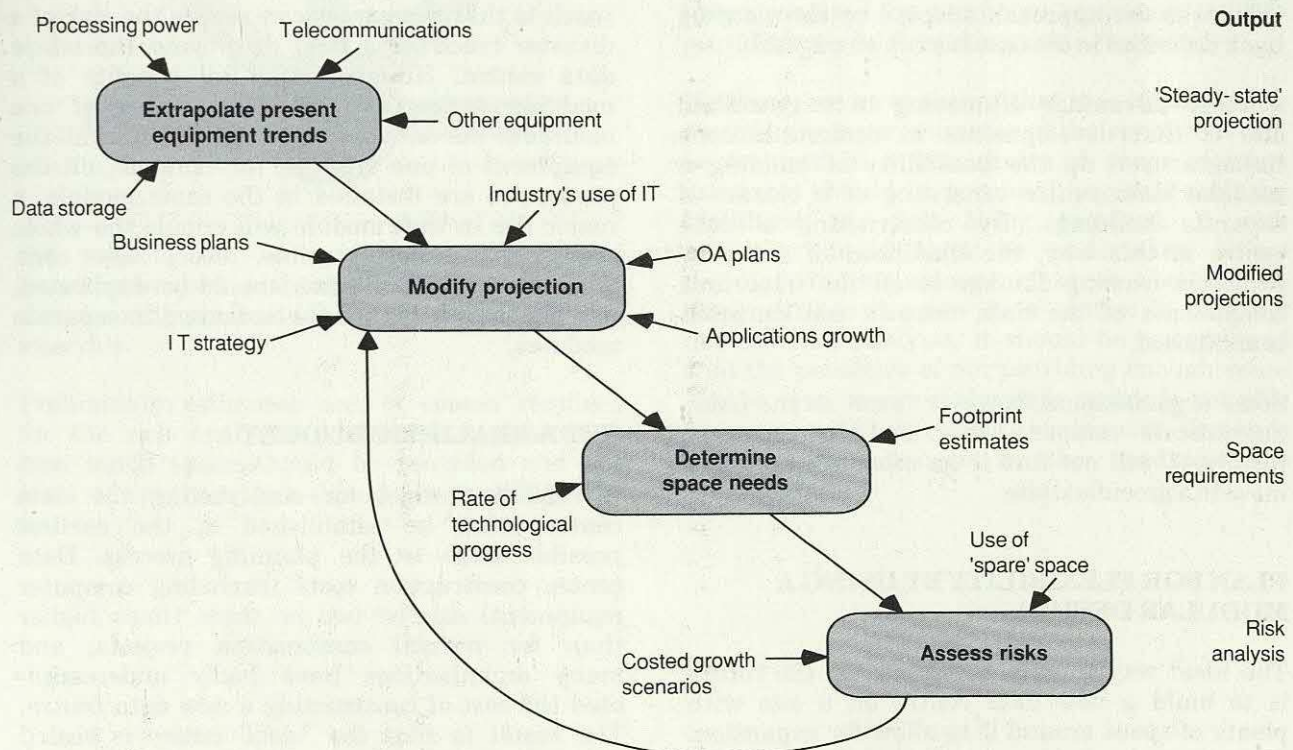 Output
Processing power
Telecommunications
Extrapolate present
equipment trends
Other equipment
'Steady-state'
projection
Data storage
Industry's use of IT
Business plans
OA plans
Modify projection
Modified
projections
IT strategy
Applications growth
Footprint
estimates
Determine
space needs
Space
requirements
Rate of
technological
progress
Use of
'spare' space
Assess risks
Risk
analysis
Costed growth
scenarios